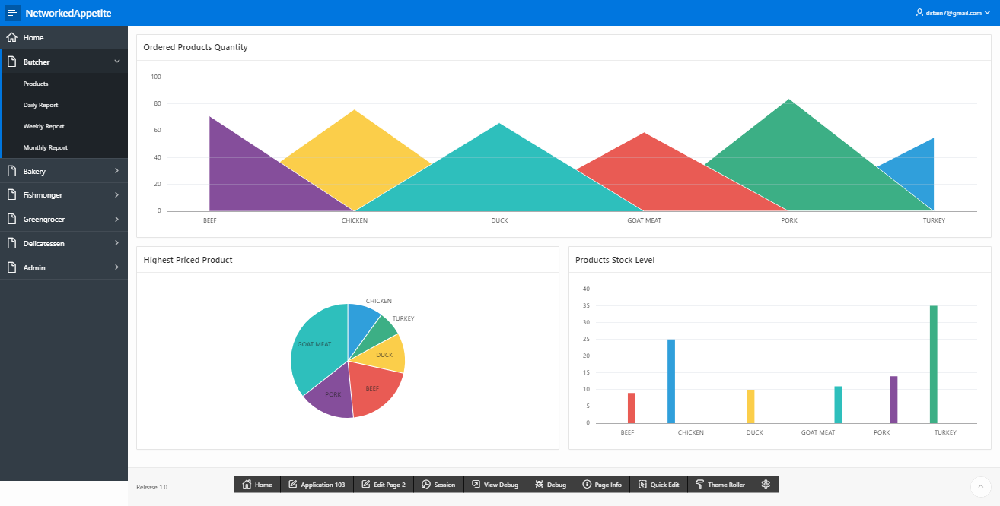 NetworkedAppetite
dstain7@gmail.com
Home
Butcher
Products
Daily Report
Weekly Report
Monthly Report
Bakery
Fishmonger
Greengrocer
Delicatessen
Admin
Ordered Products Quantity
100
80
60
40
20
0
BEEF CHICKEN DUCK GOAT MEAT PORK TURKEY
Highest Priced Product
CHICKEN
TURKEY
GOAT MEAT
DUCK
BEEF
PORK
Products Stock Level
40
35
30
25
20
15
10
5
0
BEEF CHICKEN DUCK GOAT MEAT PORK TURKEY
Release 1.0
Home Application 103 Edit Page 2 Session View Debug Debug Page Info Quick Edit Theme Roller